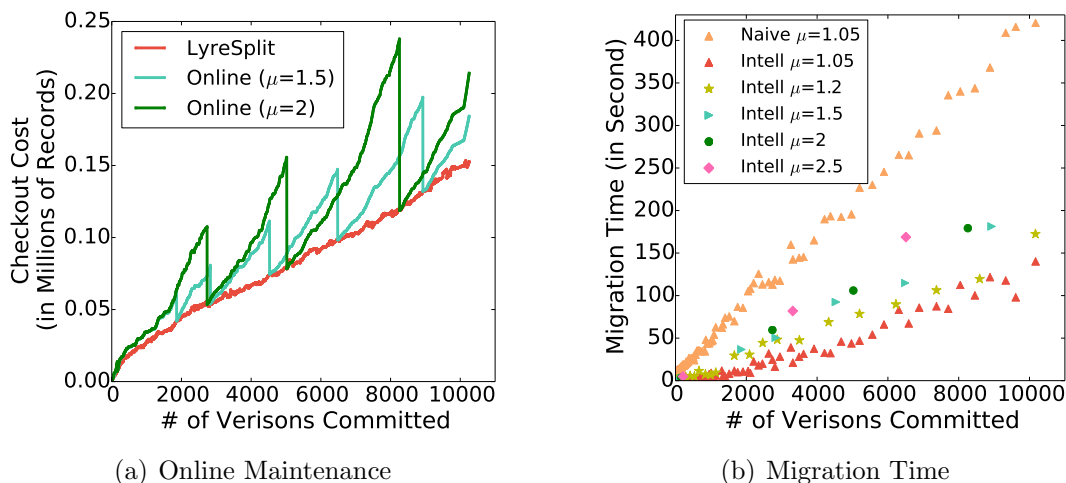 0.25
0.20
0.15
0.10
0.05
0.00
Checkout Cost
(in Millions of Records)
LyreSplit
Online (μ=1.5)
Online (μ=2)
0 2000 4000 6000 8000 10000
# of Verisons Committed
(a) Online Maintenance
400
350
300
250
200
150
100
50
0
Migration Time (in Second)
Naive μ=1.05
Intell μ=1.05
Intell μ=1.2
Intell μ=1.5
Intell μ=2
Intell μ=2.5
0 2000 4000 6000 8000 10000
# of Verisons Committed
(b) Migration Time